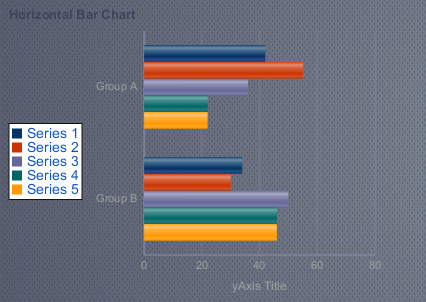 Horizontal Bar Chart
Group A
Series 1
Series 2
Series 3
Series 4
Series 5
Group B
0 20 40 60 80
yAxis Title